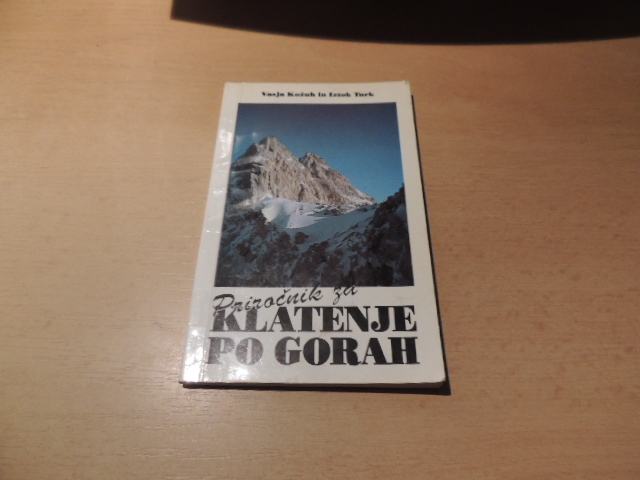 Vasja Kožuh in Iztok Turk
Priročnik za
KLATENJE
PO GORAH